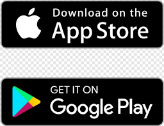 Download on the
App Store
GET IT ON
Google Play